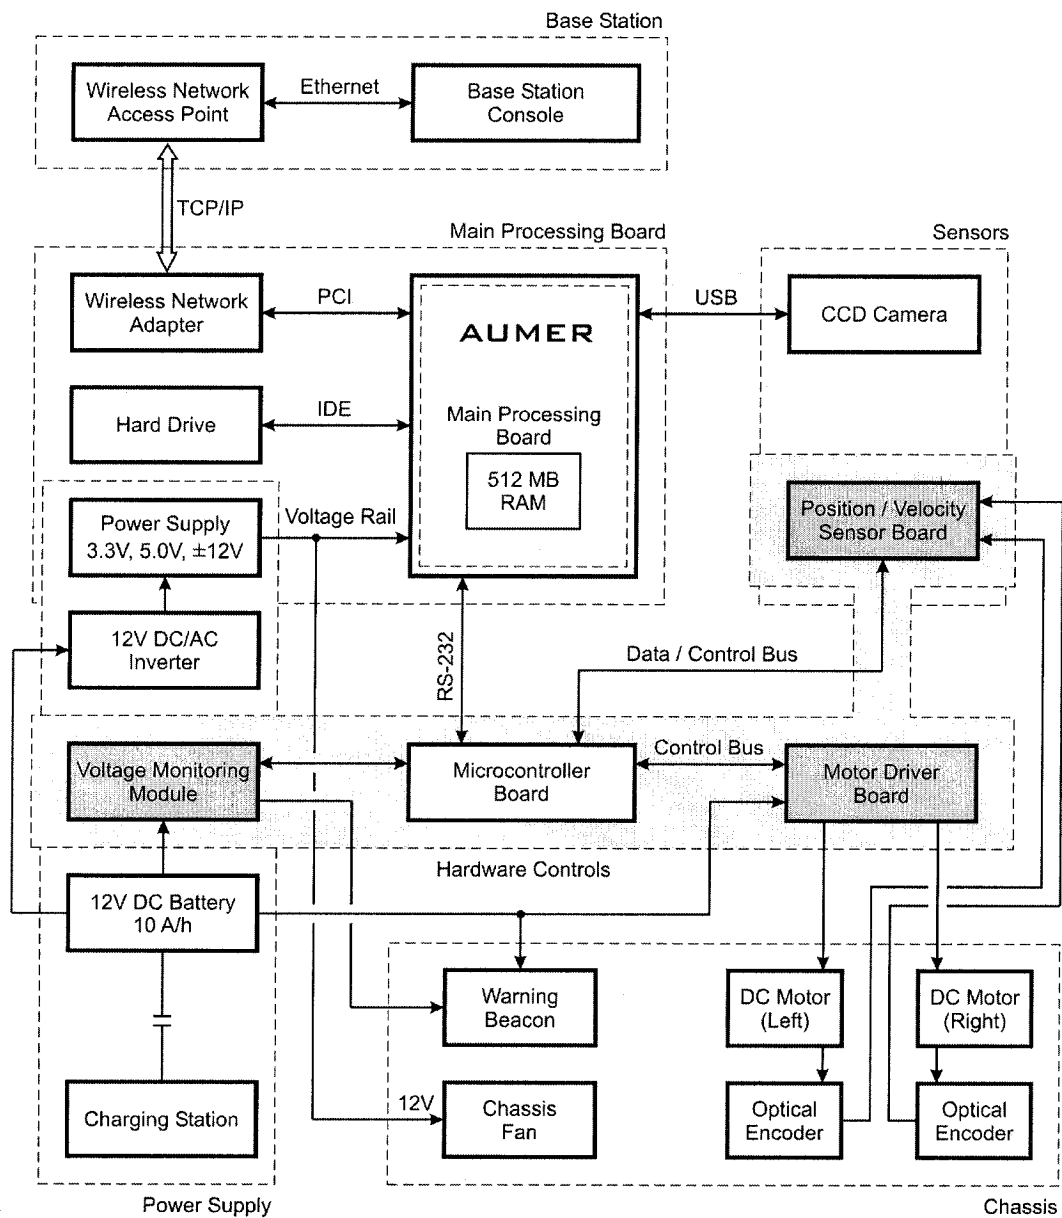 Base Station
Wireless Network
Access Point
Ethernet
Base Station
Console
TCP/IP
Main Processing Board
Sensors
Wireless Network
Adapter
PCI
AUMER
USB
CCD Camera
Hard Drive
IDE
Main Processing
Board
512 MB
RAM
Power Supply
3.3V, 5.0V, ±12V
Voltage Rail
Position / Velocity
Sensor Board
12V DC/AC
Inverter
RS-232
Data / Control Bus
Voltage Monitoring
Module
Microcontroller
Board
Control Bus
Motor Driver
Board
Hardware Controls
12V DC Battery
10 A/h
Warning
Beacon
DC Motor
(Left)
DC Motor
(Right)
Charging Station
12V
Chassis
Fan
Optical
Encoder
Optical
Encoder
Power Supply
Chassis